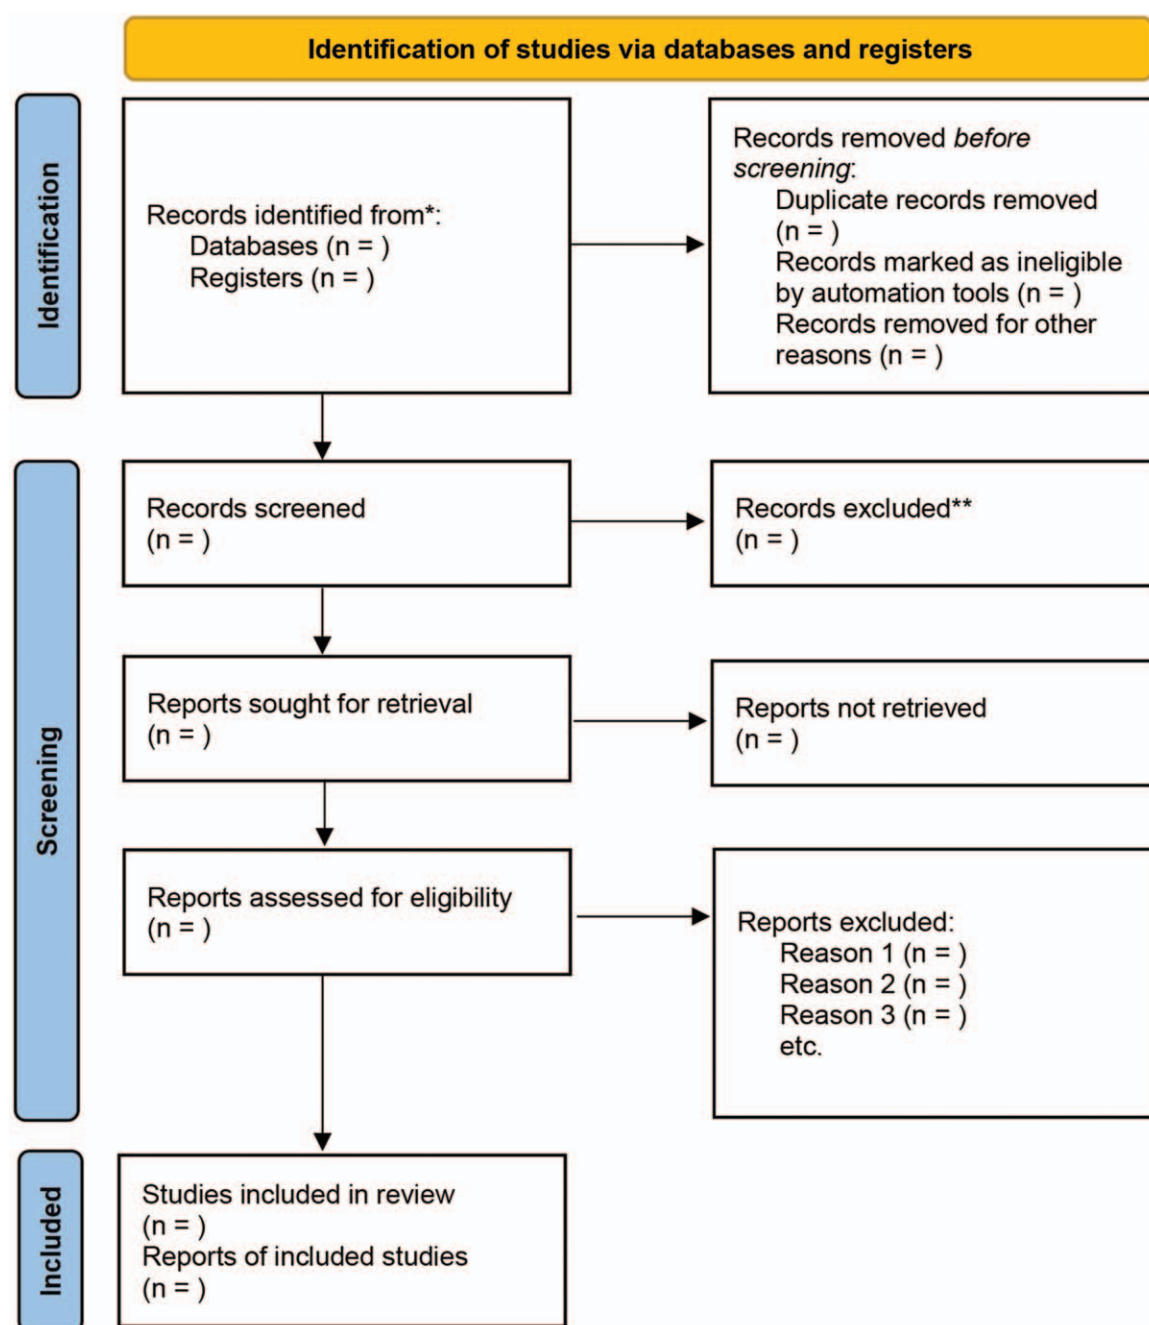 Identification of studies via databases and registers
Identification
Records identified from*:
Databases (n = )
Registers (n = )
Records removed before
screening:
Duplicate records removed
(n = )
Records marked as ineligible
by automation tools (n = )
Records removed for other
reasons (n = )
Screening
Records screened
(n = )
Records excluded**
(n = )
Reports sought for retrieval
(n = )
Reports not retrieved
(n = )
Reports assessed for eligibility
(n = )
Reports excluded:
Reason 1 (n = )
Reason 2 (n = )
Reason 3 (n = )
etc.
Included
Studies included in review
(n = )
Reports of included studies
(n = )